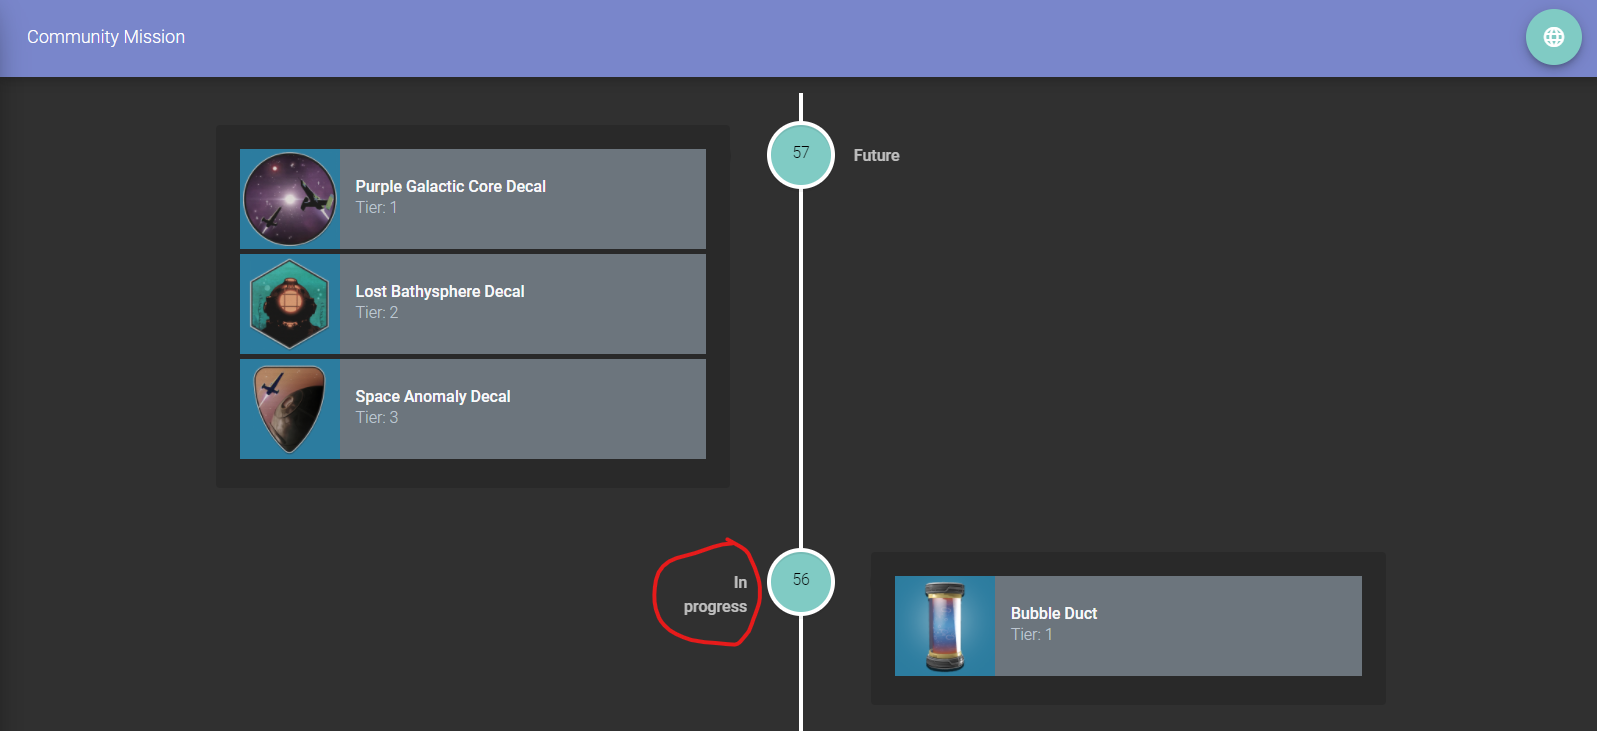 Community Mission
57
Future
Purple Galactic Core Decal
Tier: 1
Lost Bathysphere Decal
Tier: 2
Space Anomaly Decal
Tier: 3
In
progress
56
Bubble Duct
Tier: 1